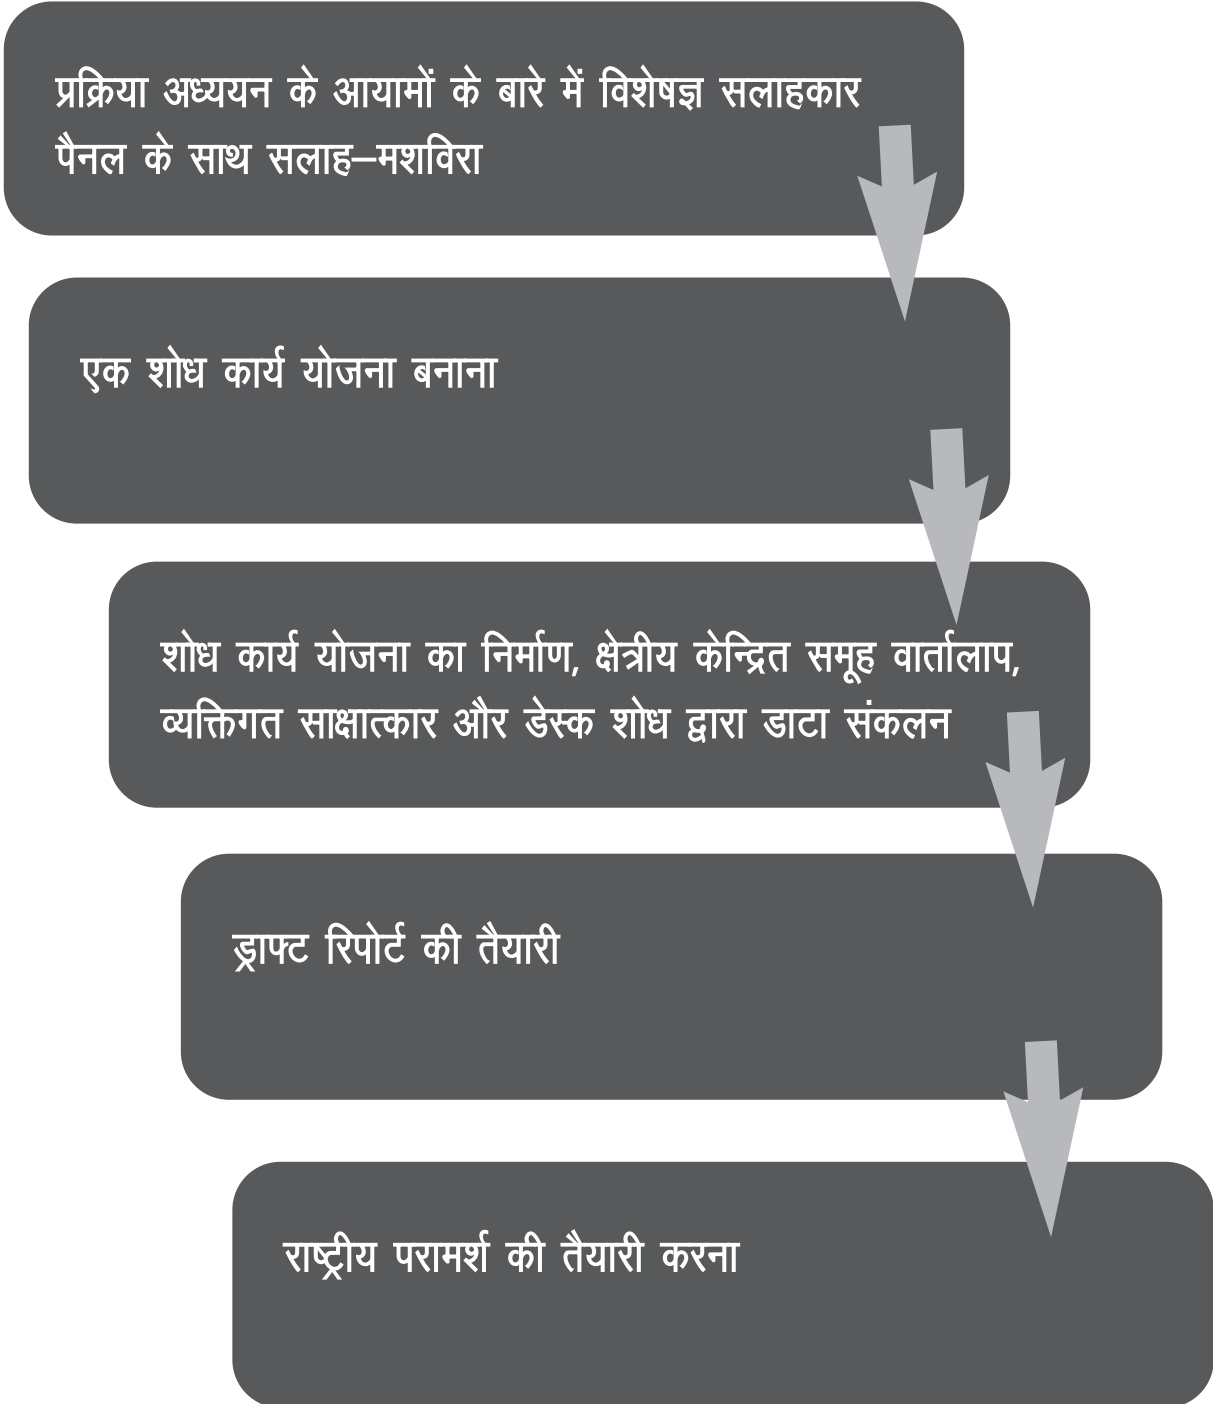 प्रक्रिया अध्ययन के आयामों के बारे में विशेषज्ञ सलाहकार
पैनल के साथ सलाह–मशविरा
एक शोध कार्य योजना बनाना
शोध कार्य योजना का निर्माण, क्षेत्रीय केन्द्रित समूह वार्तालाप,
व्यक्तिगत साक्षात्कार और डेस्क शोध द्वारा डाटा संकलन
ड्राफ्ट रिपोर्ट की तैयारी
राष्ट्रीय परामर्श की तैयारी करना